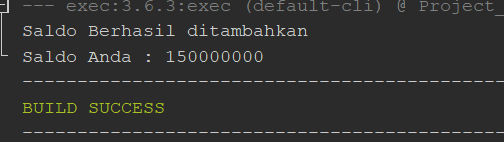 --- exec:3.6.3:exec (default-cli) @ Project_
Saldo Berhasil ditambahkan
Saldo Anda : 150000000
------------------------------------------------
BUILD SUCCESS
------------------------------------------------